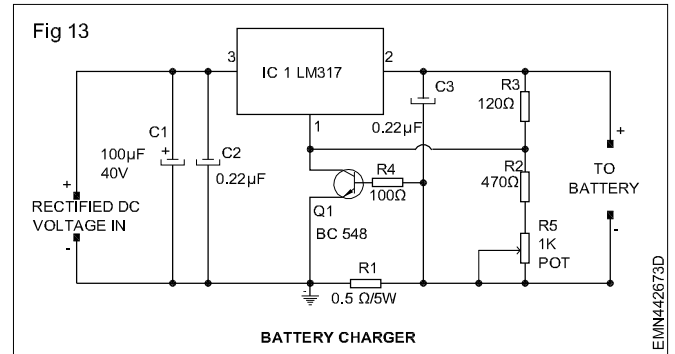 Fig 13
3
IC 1 LM317
2
1
C1
100µF
40V
+
C2
0.22µF
C3
0.22µF
R3
120Ω
R4
100Ω
R2
470Ω
Q1
BC 548
R5
1K
POT
R1
0.5 Ω/5W
+
RECTIFIED DC
VOLTAGE IN
-
+
TO
BATTERY
-
BATTERY CHARGER
EMN442673D